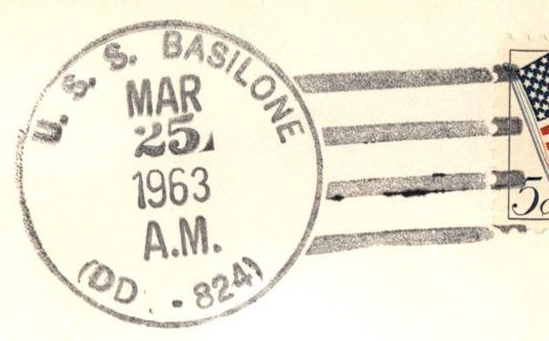 U. S. S. BASILONE
MAR
25
1963
A.M.
(DD - 824)
5¢